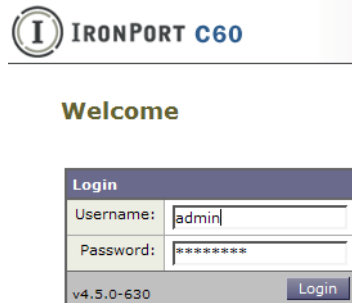 I IRONPORT C60
Welcome
Login
Username: admin
Password: ********
v4.5.0-630 Login